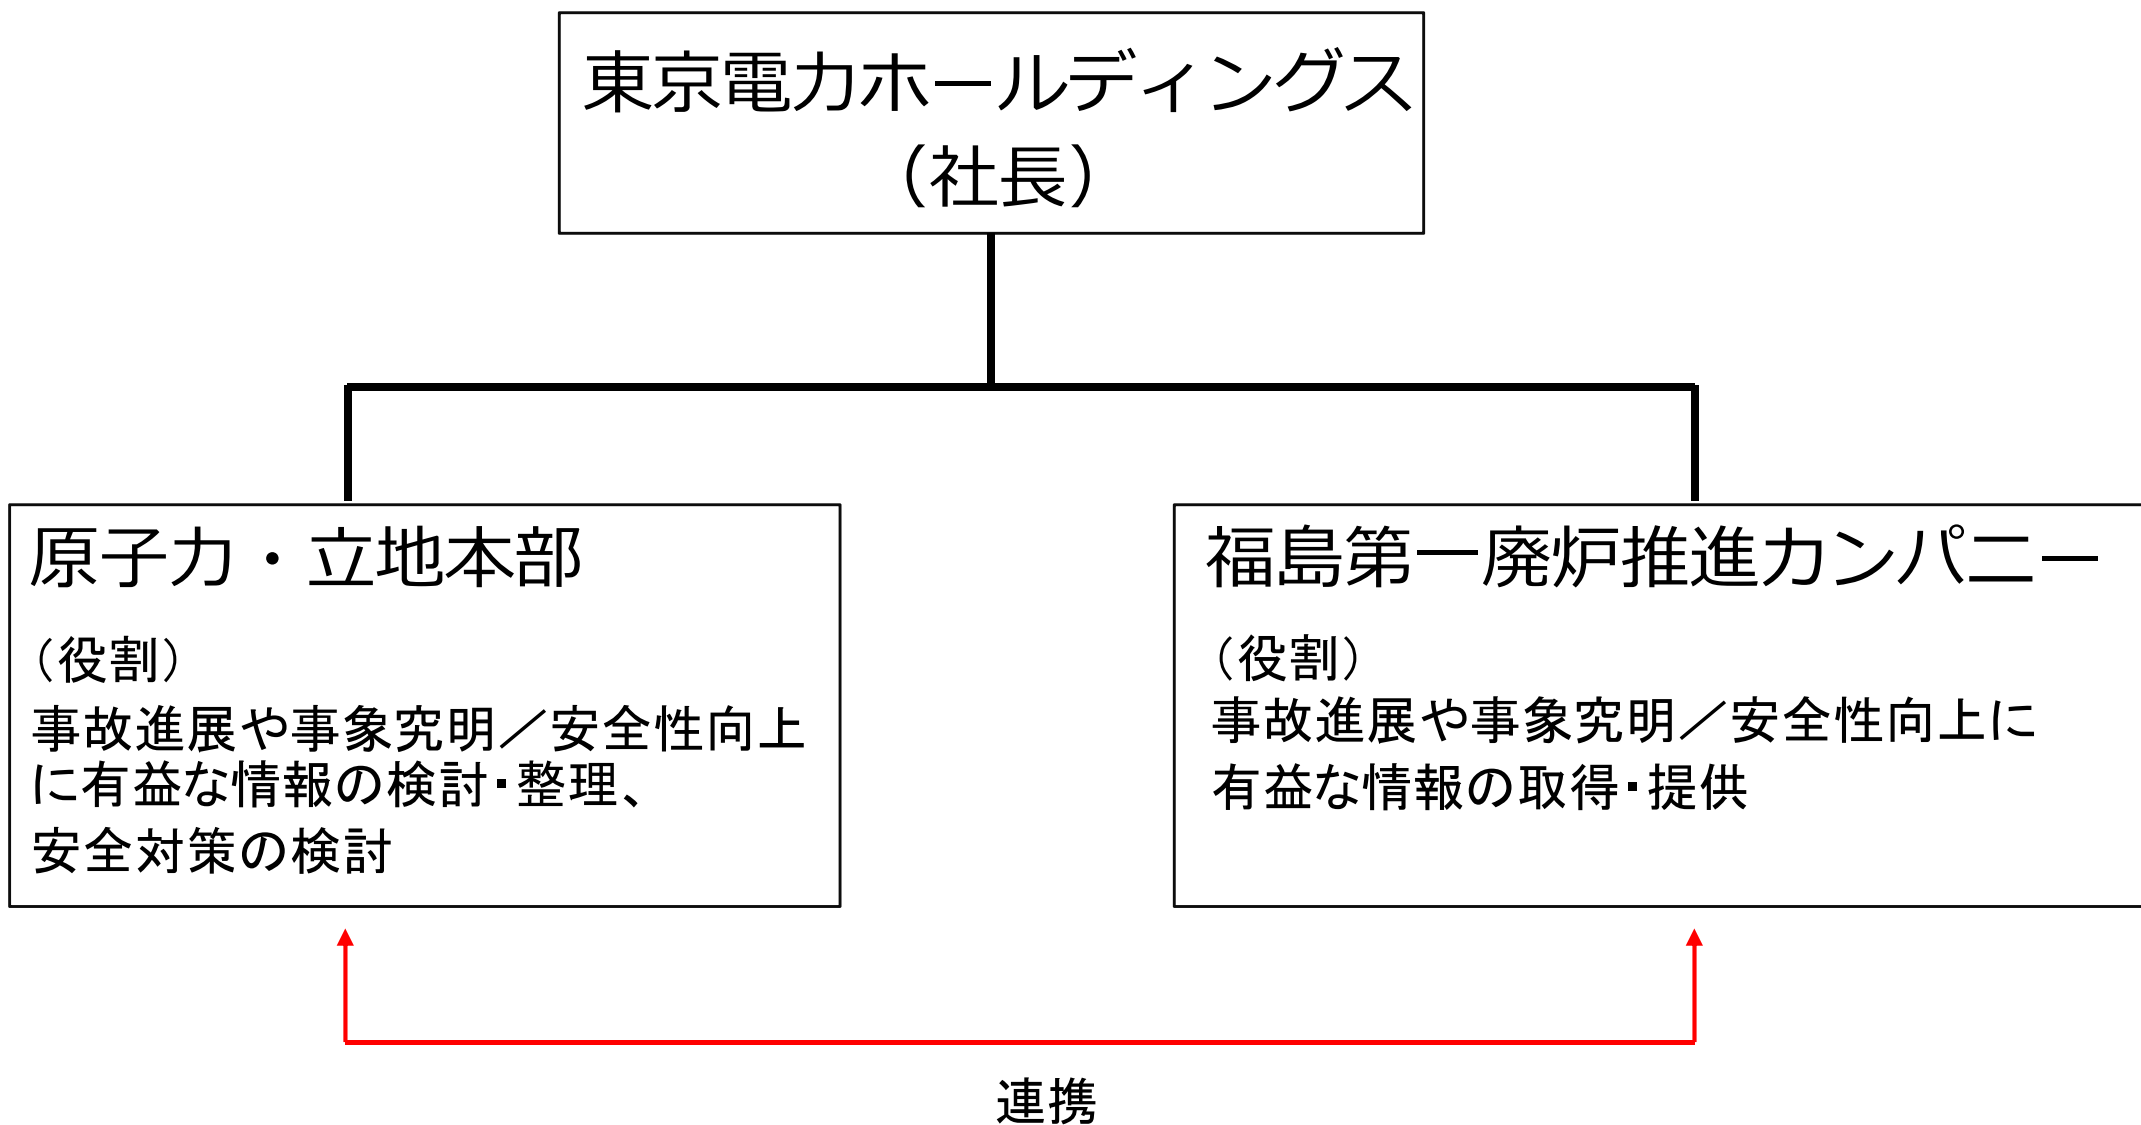 東京電力ホールディングス
（社長）
原子力・立地本部
（役割）
事故進展や事象究明／安全性向上
に有益な情報の検討・整理、
安全対策の検討
福島第一廃炉推進カンパニー
（役割）
事故進展や事象究明／安全性向上に
有益な情報の取得・提供
連携